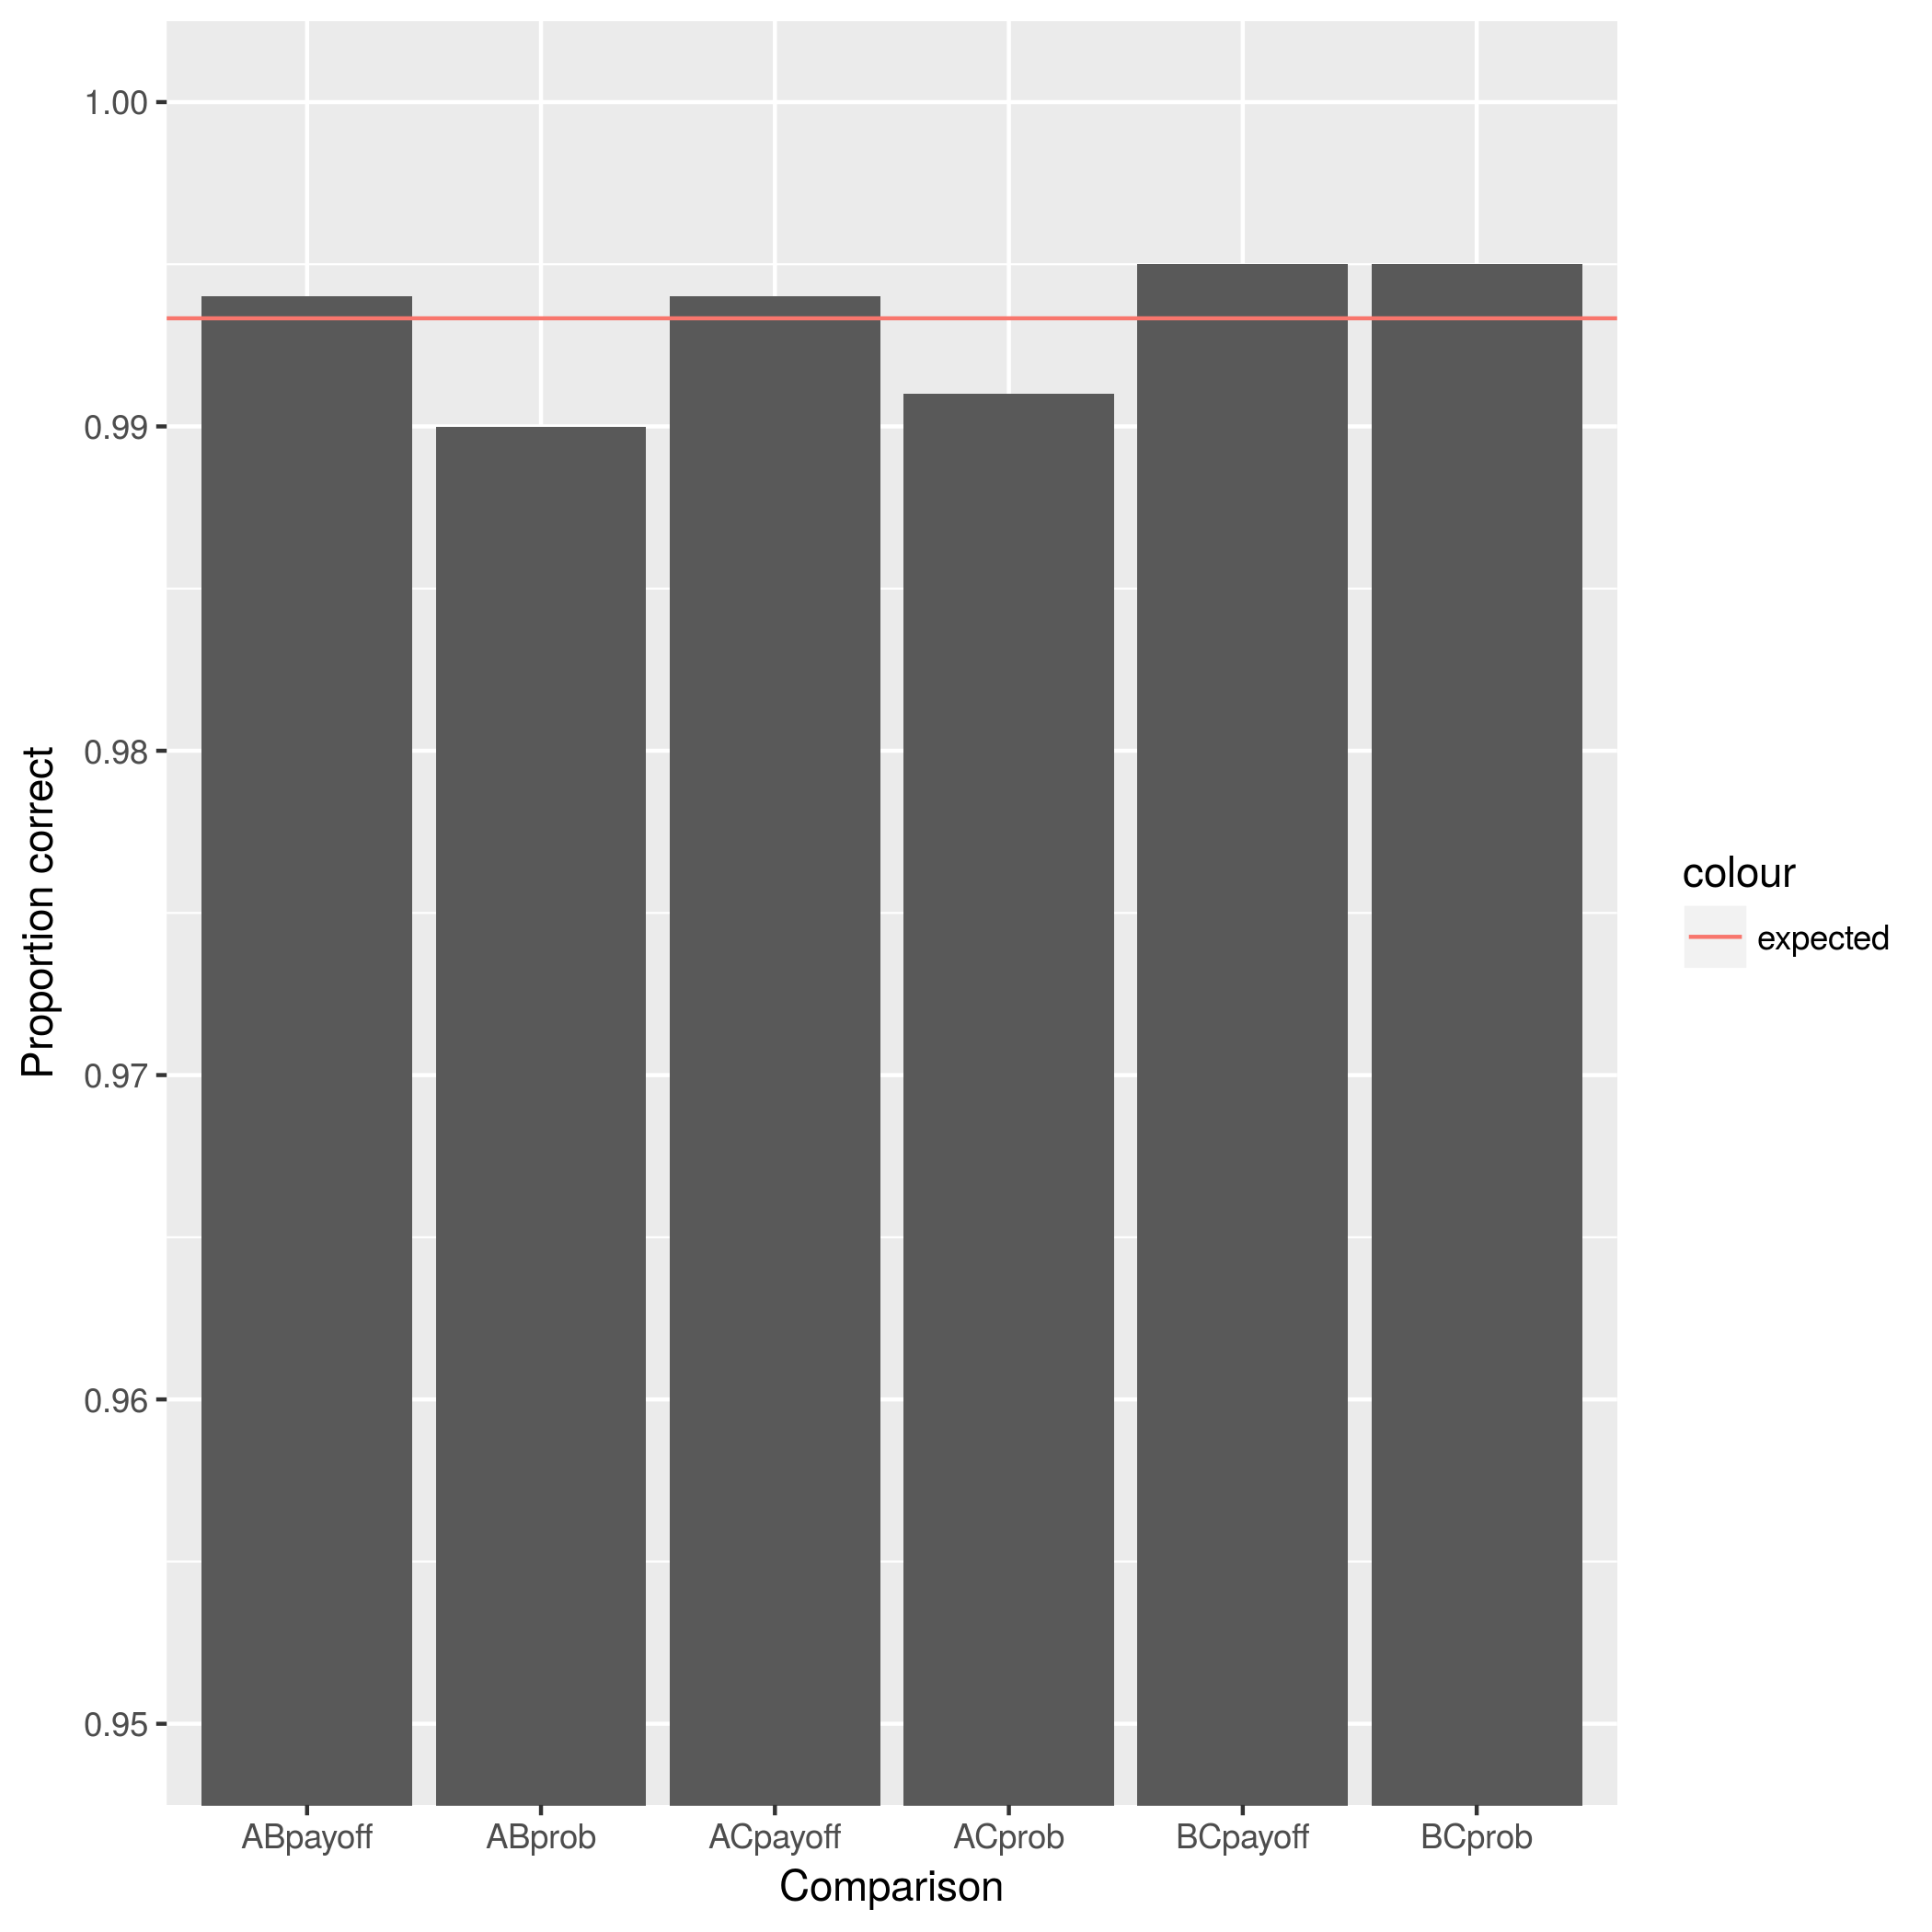 1.00
0.99
0.98
0.97
0.96
0.95
Proportion correct
ABpayoff ABprob ACpayoff ACprob BCpayoff BCprob
Comparison
colour
expected